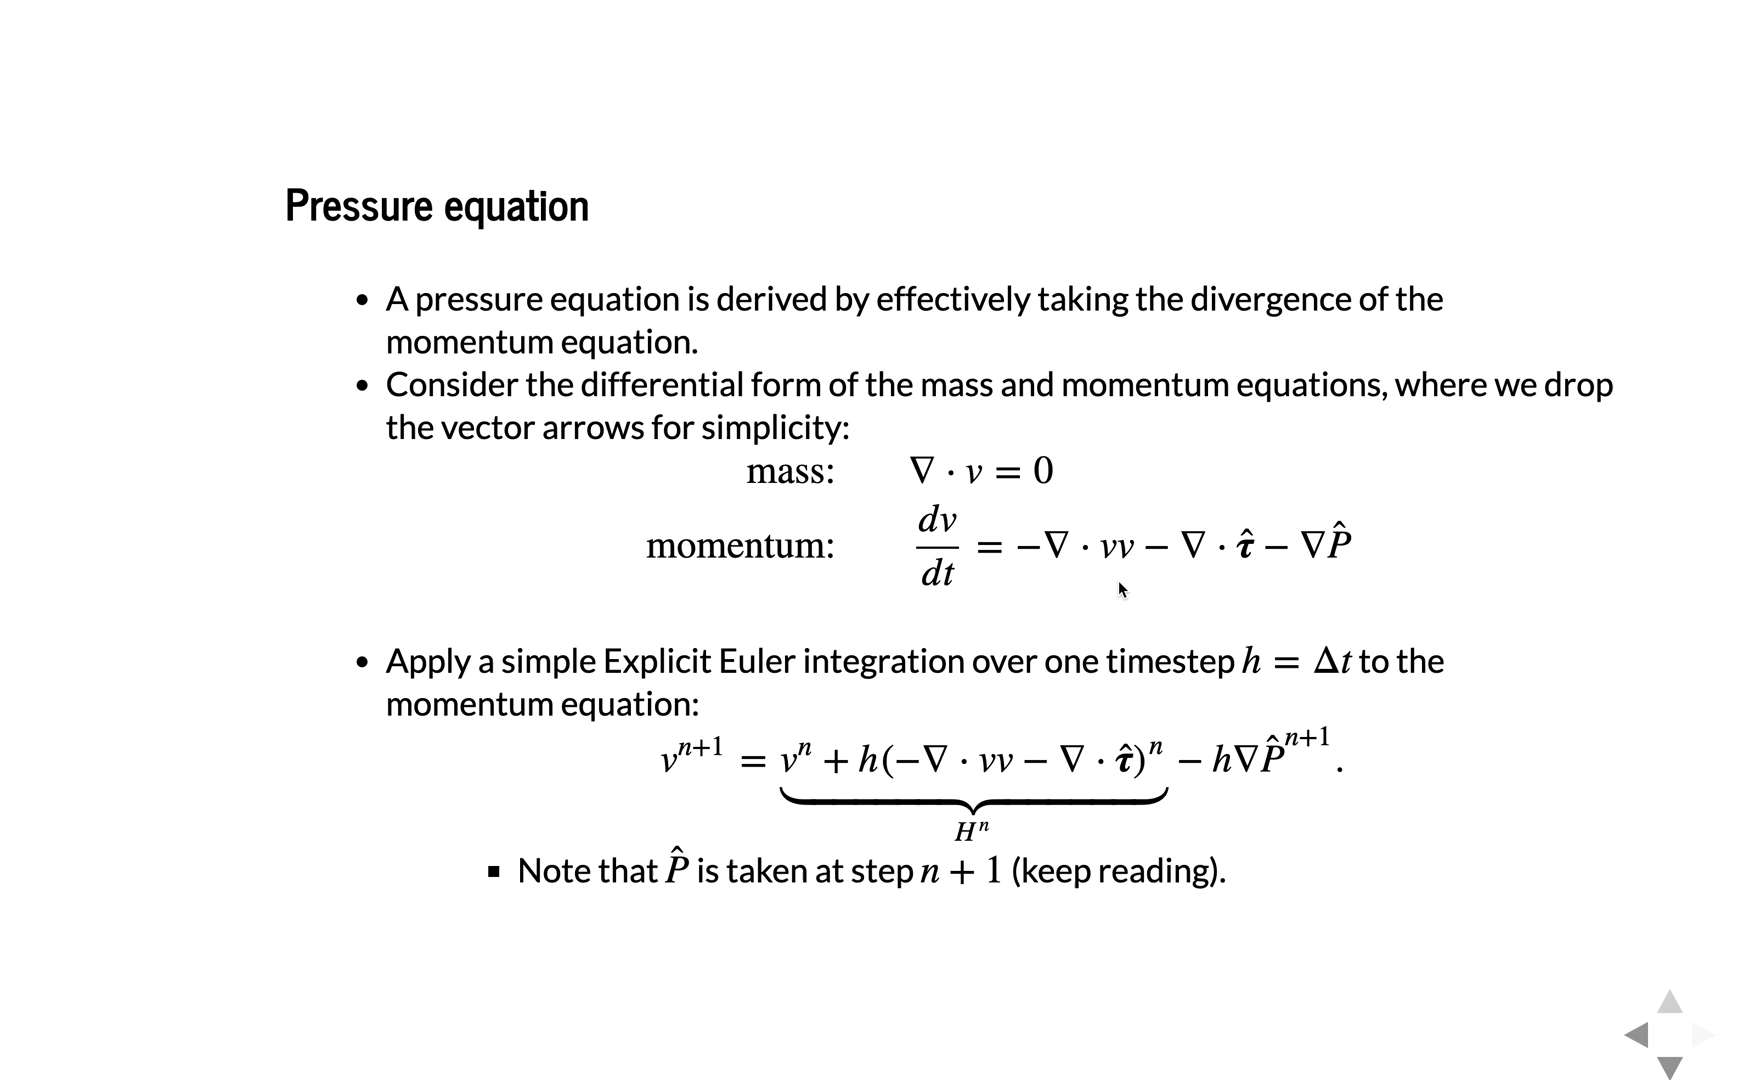 Pressure equation
• A pressure equation is derived by effectively taking the divergence of the
momentum equation.
• Consider the differential form of the mass and momentum equations, where we drop
the vector arrows for simplicity:
mass: ∇ · v = 0
momentum: dv/dt = −∇ · vv − ∇ · τ̂ − ∇P̂
• Apply a simple Explicit Euler integration over one timestep h = Δt to the
momentum equation:
vⁿ⁺¹ = vⁿ + h(−∇ · vv − ∇ · τ̂)ⁿ − h∇P̂ⁿ⁺¹.
Hⁿ
▪ Note that P̂ is taken at step n + 1 (keep reading).